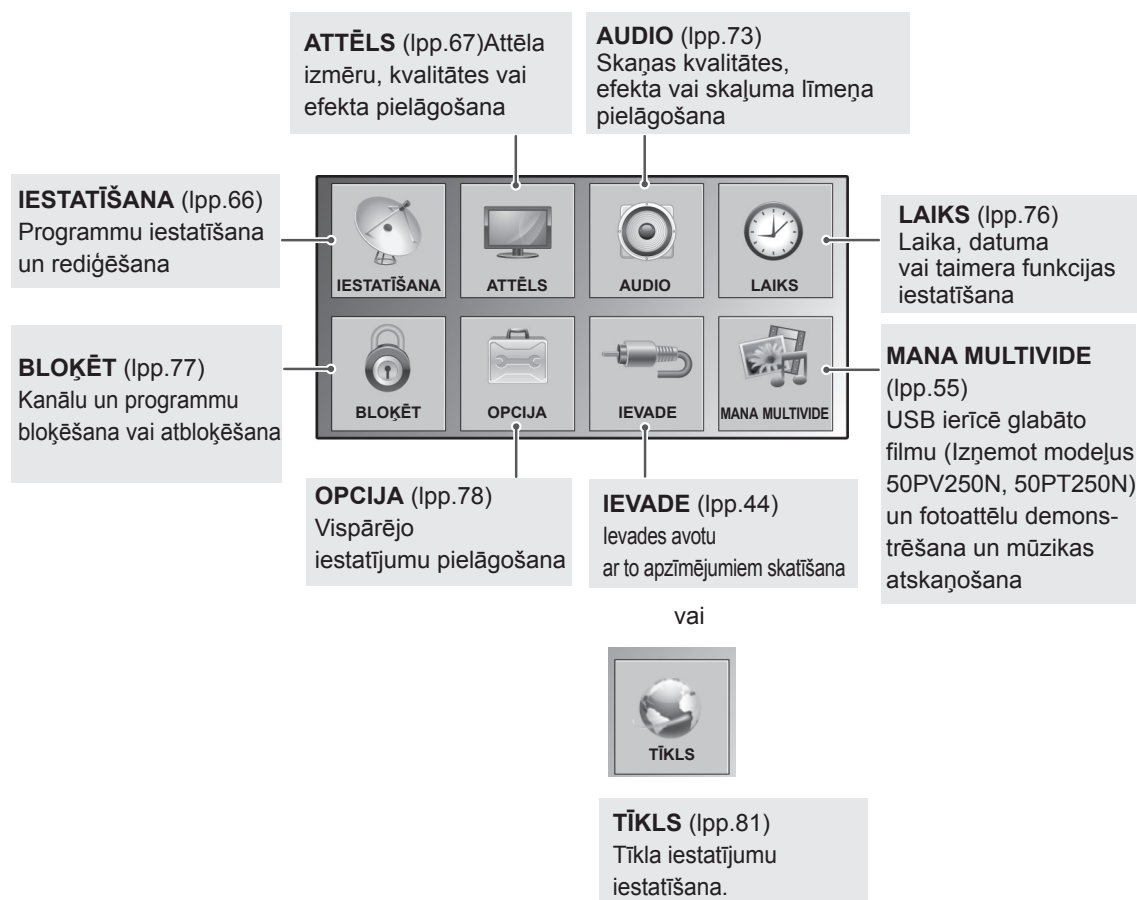 ATTĒLS (lpp.67)Attēla
izmēru, kvalitātes vai
efekta pielāgošana
AUDIO (lpp.73)
Skaņas kvalitātes,
efekta vai skaļuma līmeņa
pielāgošana
IESTATĪŠANA (lpp.66)
Programmu iestatīšana
un rediģēšana
IESTATĪŠANA
ATTĒLS
AUDIO
LAIKS
LAIKS (lpp.76)
Laika, datuma
vai taimera funkcijas
iestatīšana
BLOĶĒT (lpp.77)
Kanālu un programmu
bloķēšana vai atbloķēšana
BLOĶĒT
OPCIJA
IEVADE
MANA MULTIVIDE
MANA MULTIVIDE
(lpp.55)
USB ierīcē glabāto
filmu (Izņemot modeļus
50PV250N, 50PT250N)
un fotoattēlu demons-
trēšana un mūzikas
atskaņošana
OPCIJA (lpp.78)
Vispārējo
iestatījumu pielāgošana
IEVADE (lpp.44)
Ievades avotu
ar to apzīmējumiem skatīšana
vai
TĪKLS
TĪKLS (lpp.81)
Tīkla iestatījumu
iestatīšana.